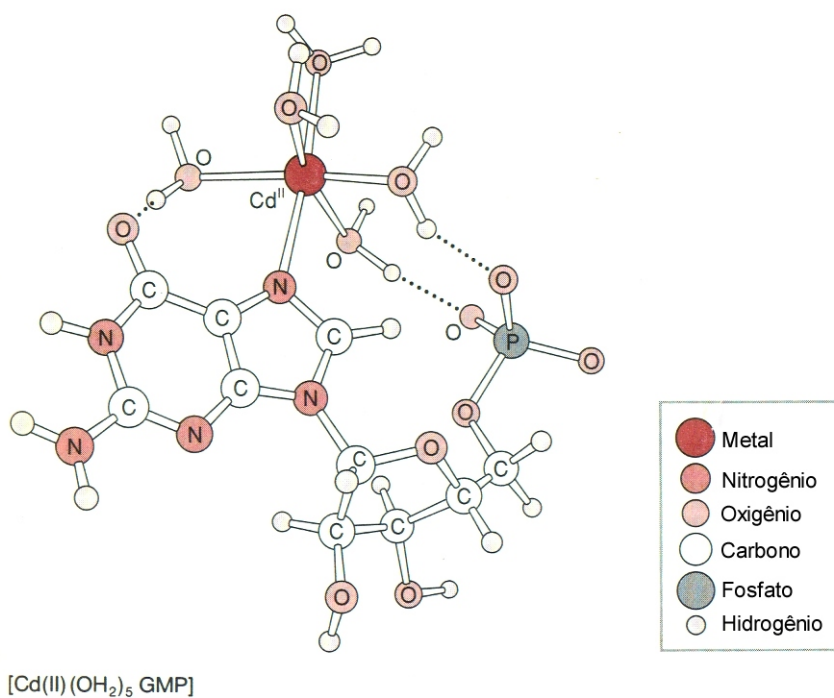 O
O
O
O
Cd^II
O
O
O
C
N
O
C
N
C
O
P
O
C
C
N
O
N
N
C
O
C
C
C
C
O
O
Metal
Nitrogênio
Oxigênio
Carbono
Fosfato
Hidrogênio
[Cd(II) (OH₂)₅ GMP]